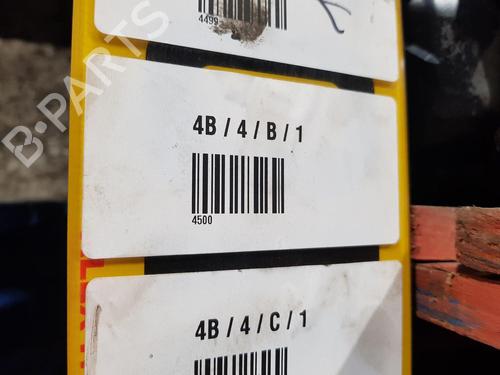 4499
4B / 4 / B / 1
4500
4B / 4 / C / 1
B-PARTS